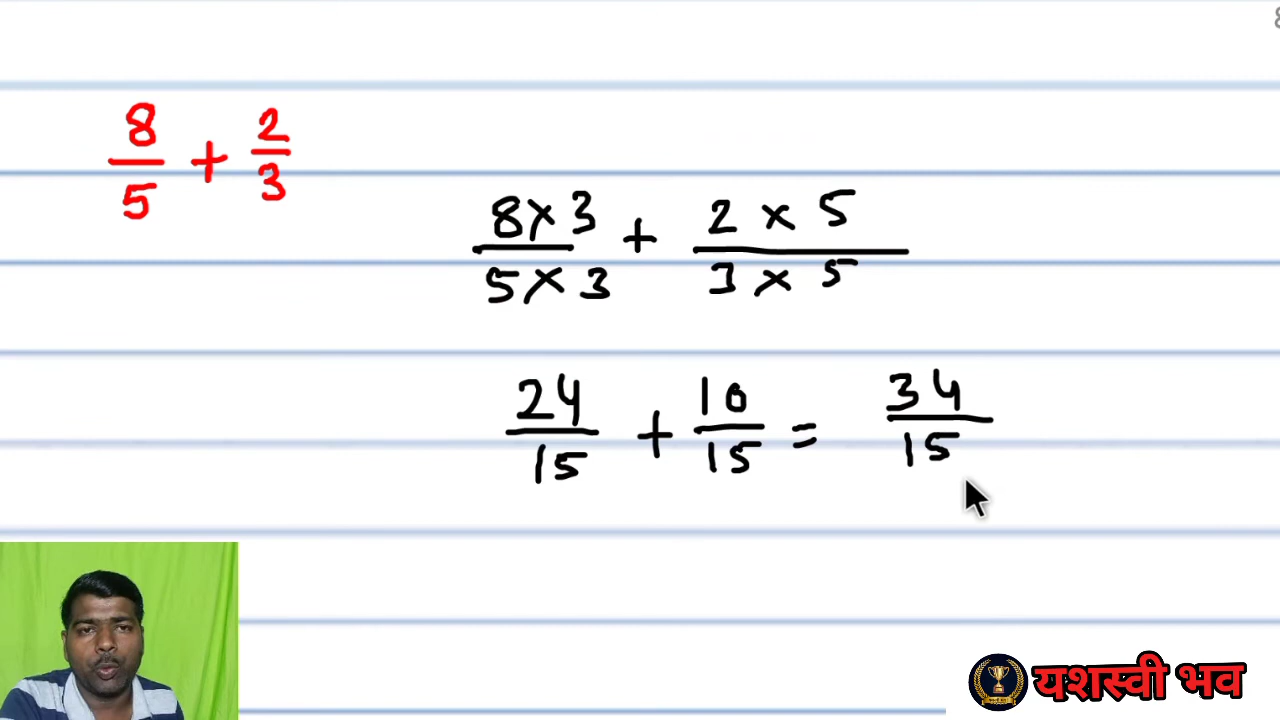 8/5 + 2/3
8×3/5×3 + 2×5/3×5
24/15 + 10/15 = 34/15
यशस्वी भव